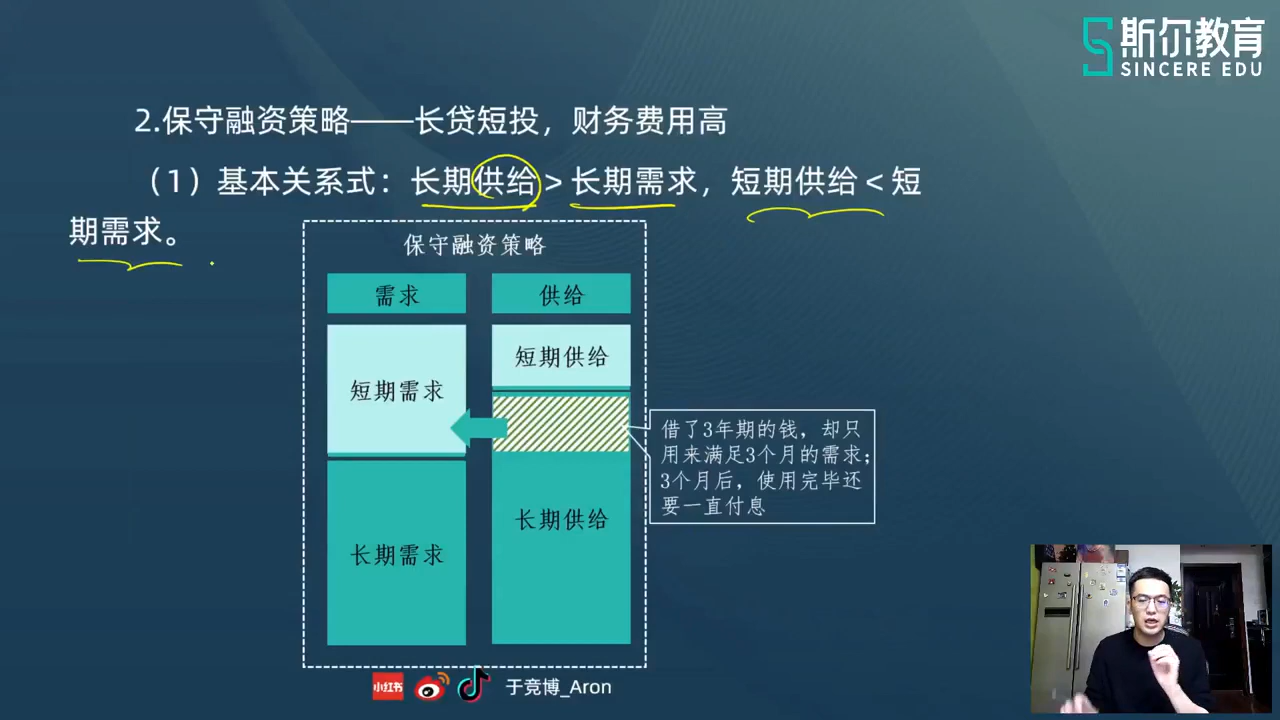 斯尔教育
SINCERE EDU
2.保守融资策略——长贷短投，财务费用高
（1）基本关系式：长期供给＞长期需求，短期供给＜短
期需求。
保守融资策略
需求
供给
短期供给
短期需求
借了3年期的钱，却只
用来满足3个月的需求；
3个月后，使用完毕还
要一直付息
长期供给
长期需求
小红书
于竞博_Aron